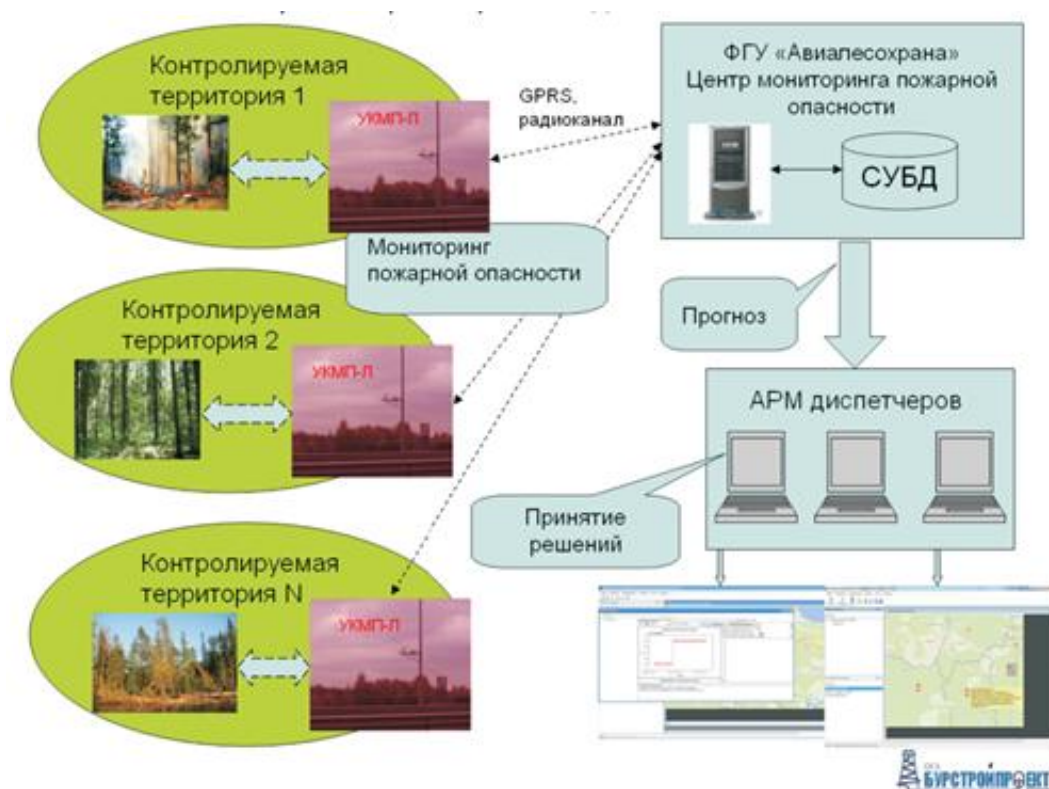 Контролируемая
территория 1
УКМП-Л
GPRS,
радиоканал
ФГУ «Авиалесохрана»
Центр мониторинга пожарной
опасности
СУБД
Мониторинг
пожарной опасности
Контролируемая
территория 2
УКМП-Л
Прогноз
АРМ диспетчеров
Принятие
решений
Контролируемая
территория N
УКМП-Л
БУРСТРОЙПРОЕКТ